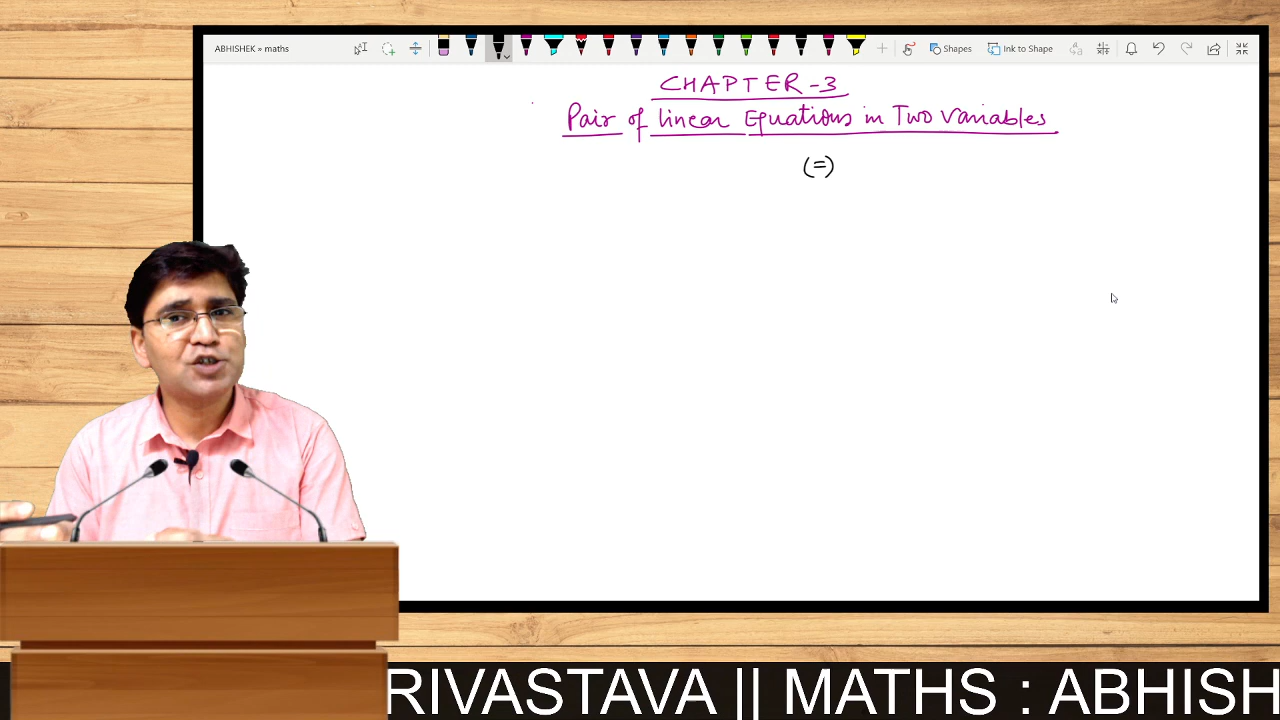 ABHISHEK » maths
Shapes
Ink to Shape
CHAPTER-3
Pair of linear Equations in Two variables
(=)
RIVASTAVA || MATHS : ABHISH